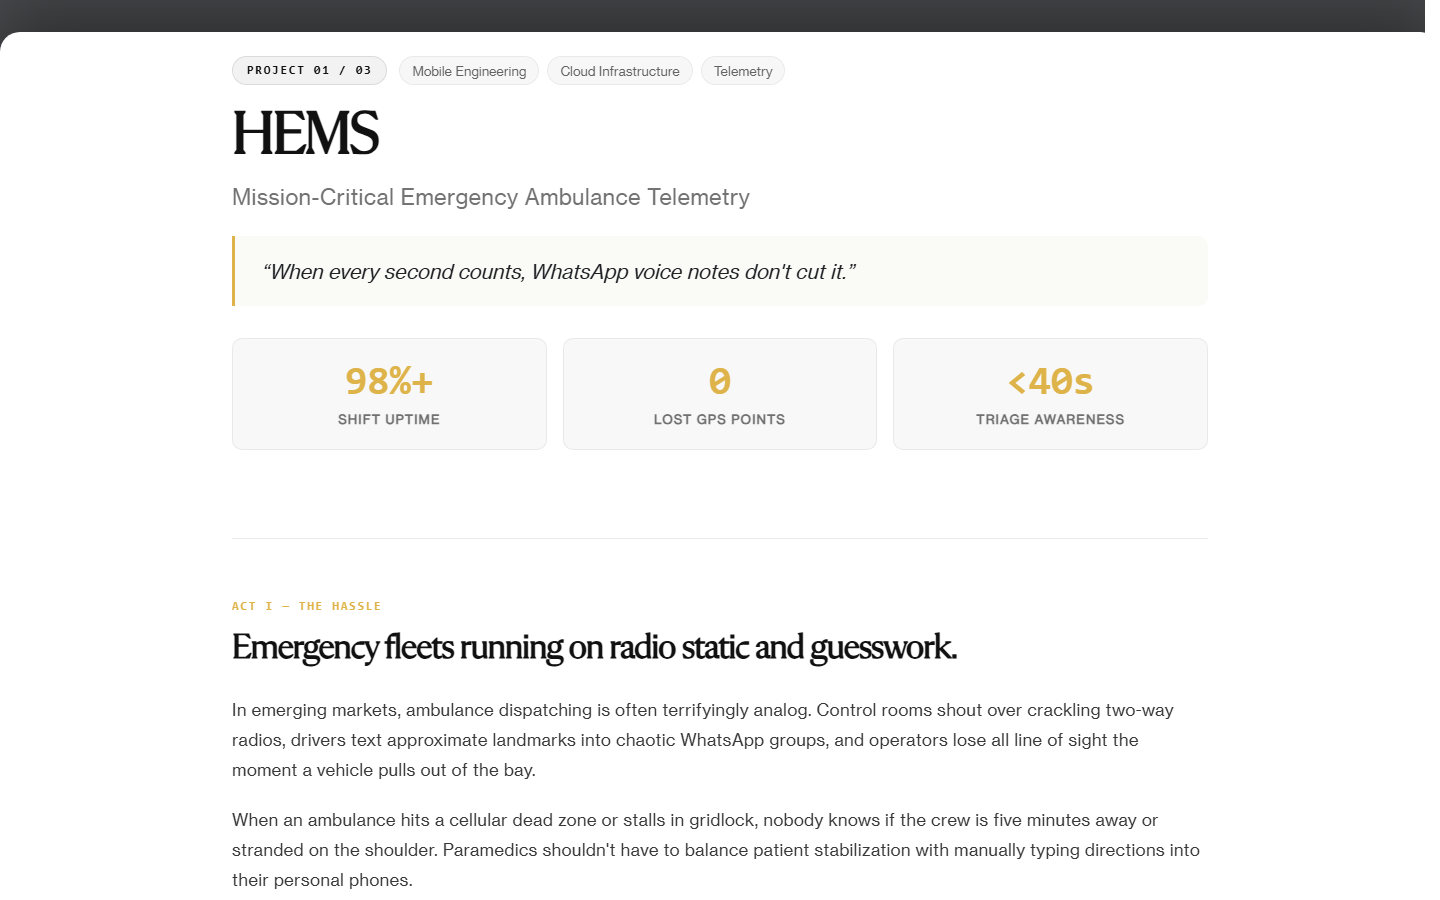 PROJECT 01 / 03
Mobile Engineering
Cloud Infrastructure
Telemetry
HEMS
Mission-Critical Emergency Ambulance Telemetry
“When every second counts, WhatsApp voice notes don't cut it.”
98%+
SHIFT UPTIME
0
LOST GPS POINTS
<40s
TRIAGE AWARENESS
ACT I — THE HASSLE
Emergency fleets running on radio static and guesswork.
In emerging markets, ambulance dispatching is often terrifyingly analog. Control rooms shout over crackling two-way
radios, drivers text approximate landmarks into chaotic WhatsApp groups, and operators lose all line of sight the
moment a vehicle pulls out of the bay.
When an ambulance hits a cellular dead zone or stalls in gridlock, nobody knows if the crew is five minutes away or
stranded on the shoulder. Paramedics shouldn't have to balance patient stabilization with manually typing directions into
their personal phones.